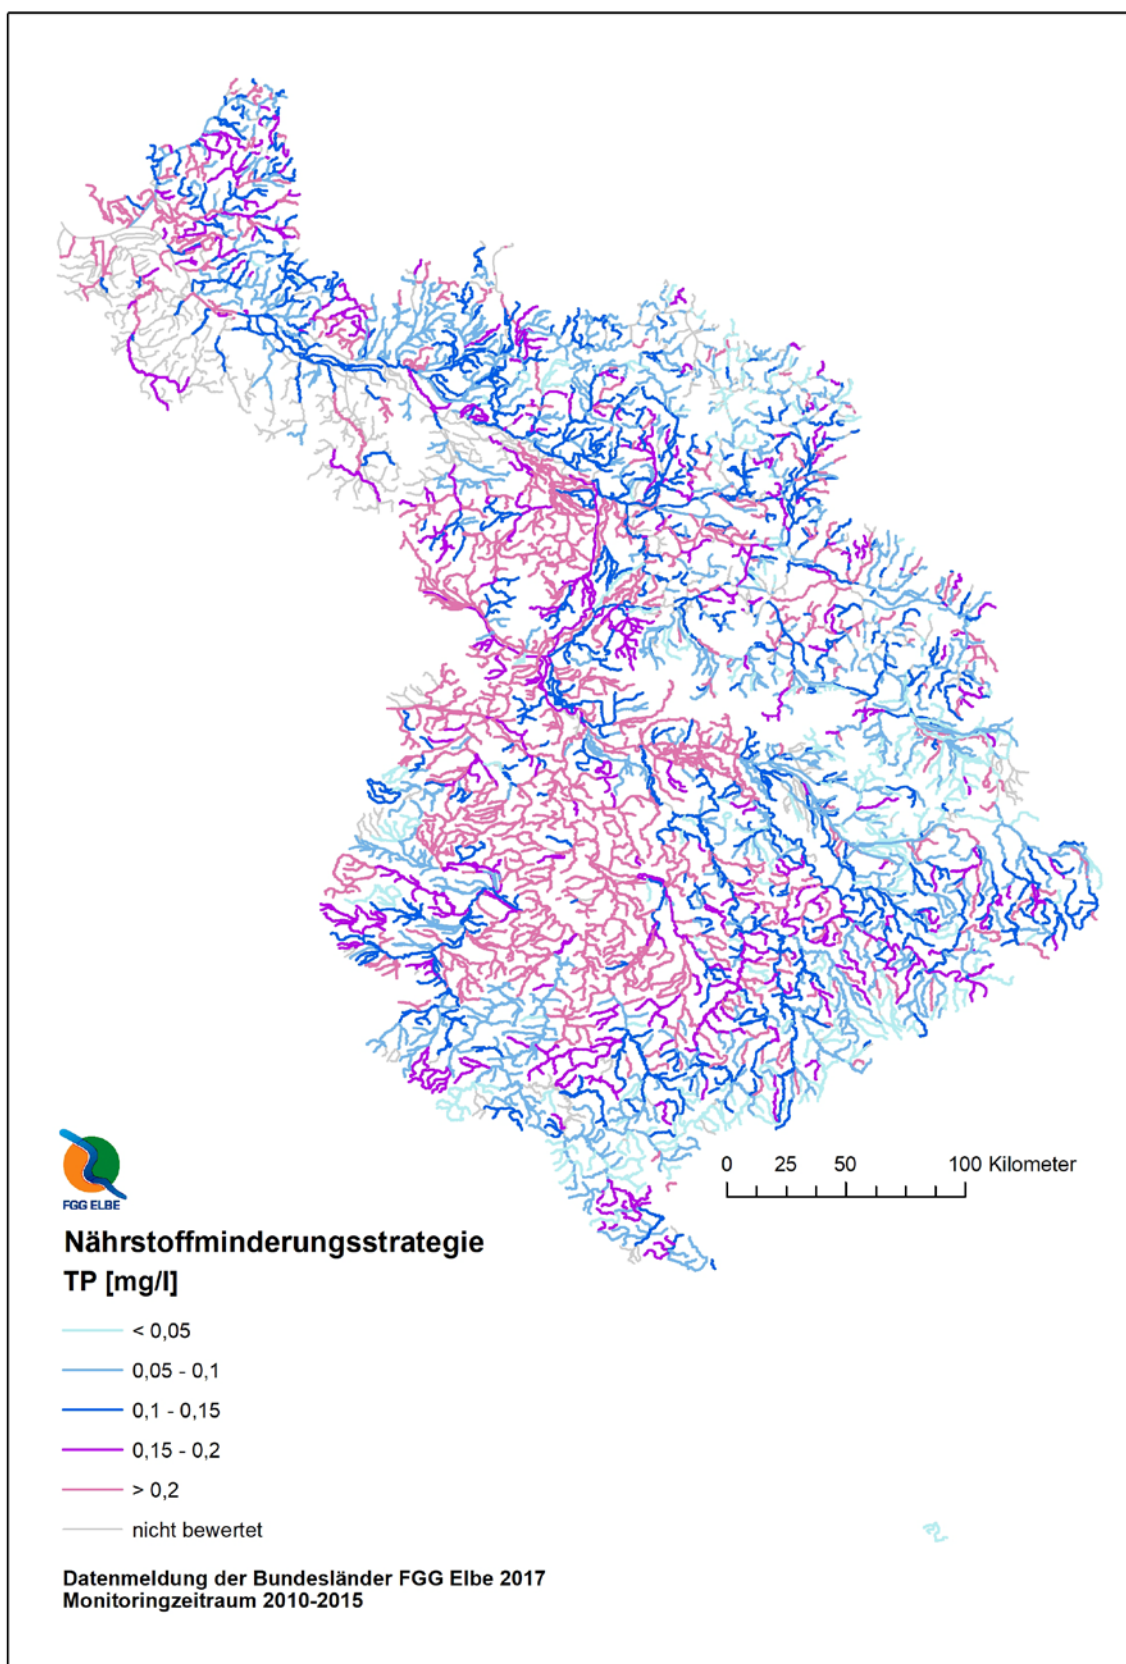 0 25 50 100 Kilometer
FGG ELBE
Nährstoffminderungsstrategie
TP [mg/l]
< 0,05
0,05 - 0,1
0,1 - 0,15
0,15 - 0,2
> 0,2
nicht bewertet
Datenmeldung der Bundesländer FGG Elbe 2017
Monitoringzeitraum 2010-2015